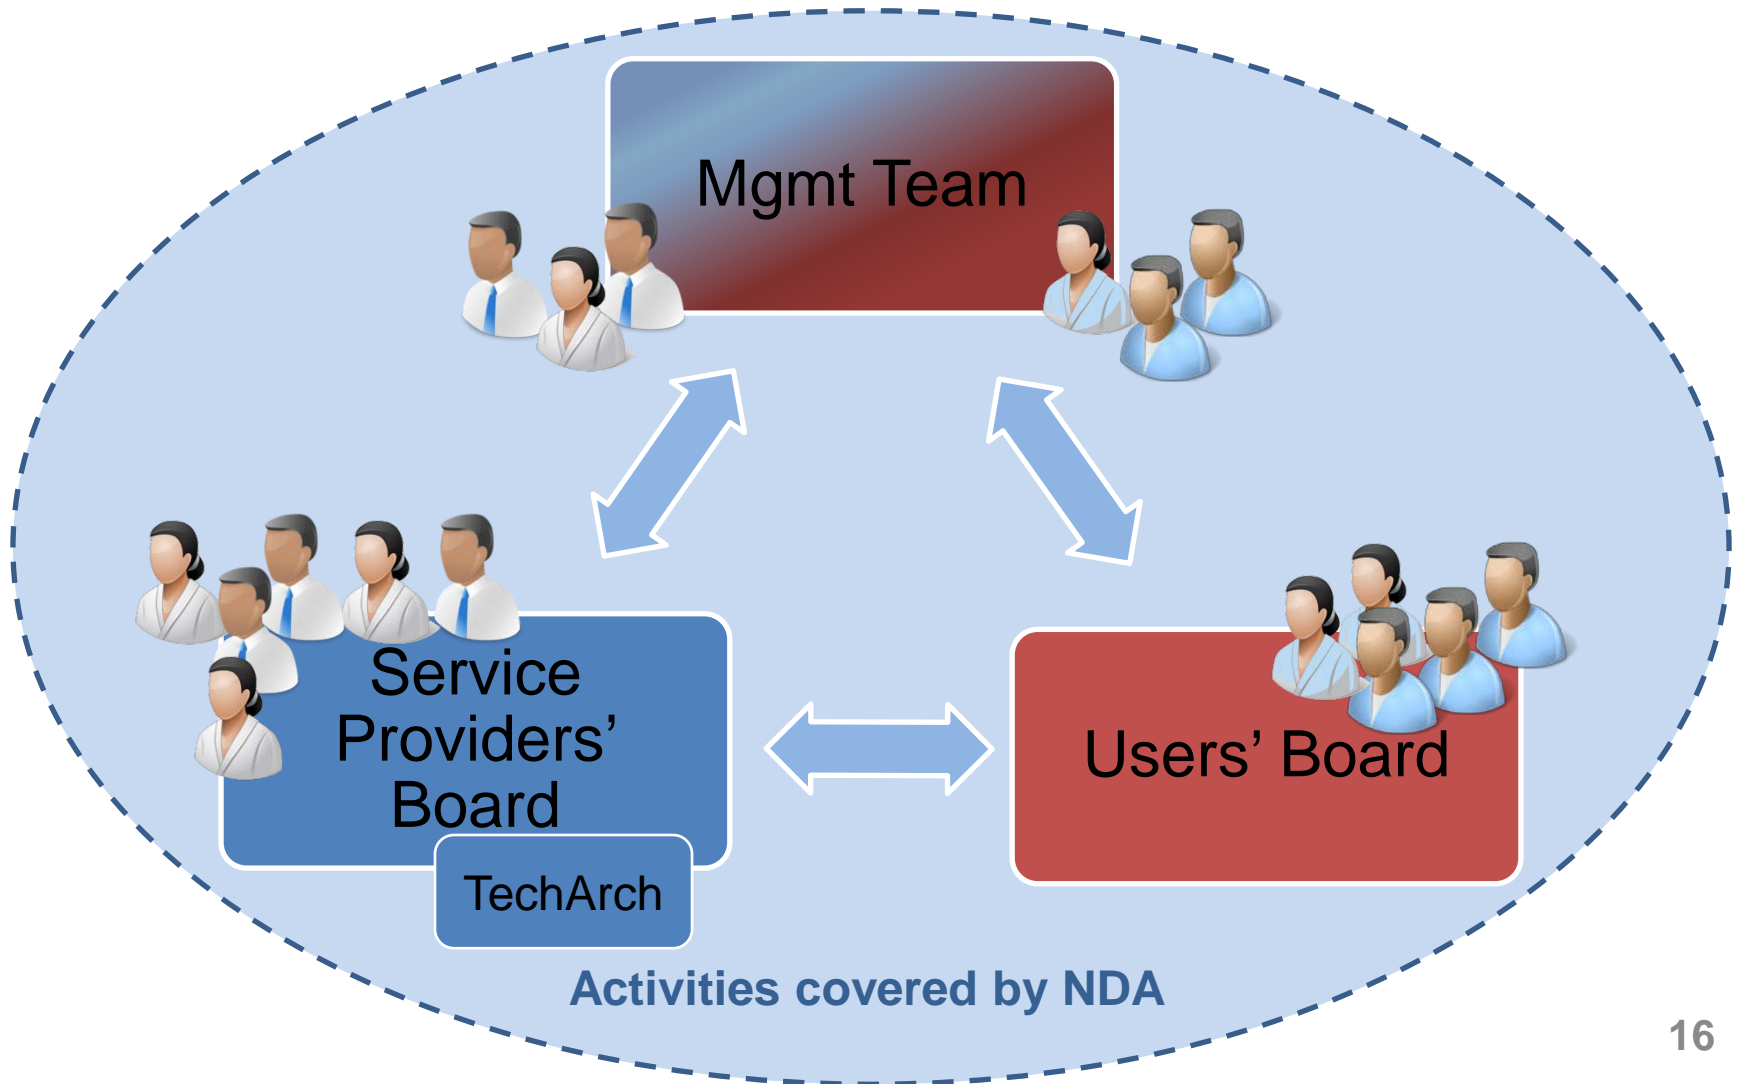 Mgmt Team
Service
Providers’
Board
Users’ Board
TechArch
Activities covered by NDA
16